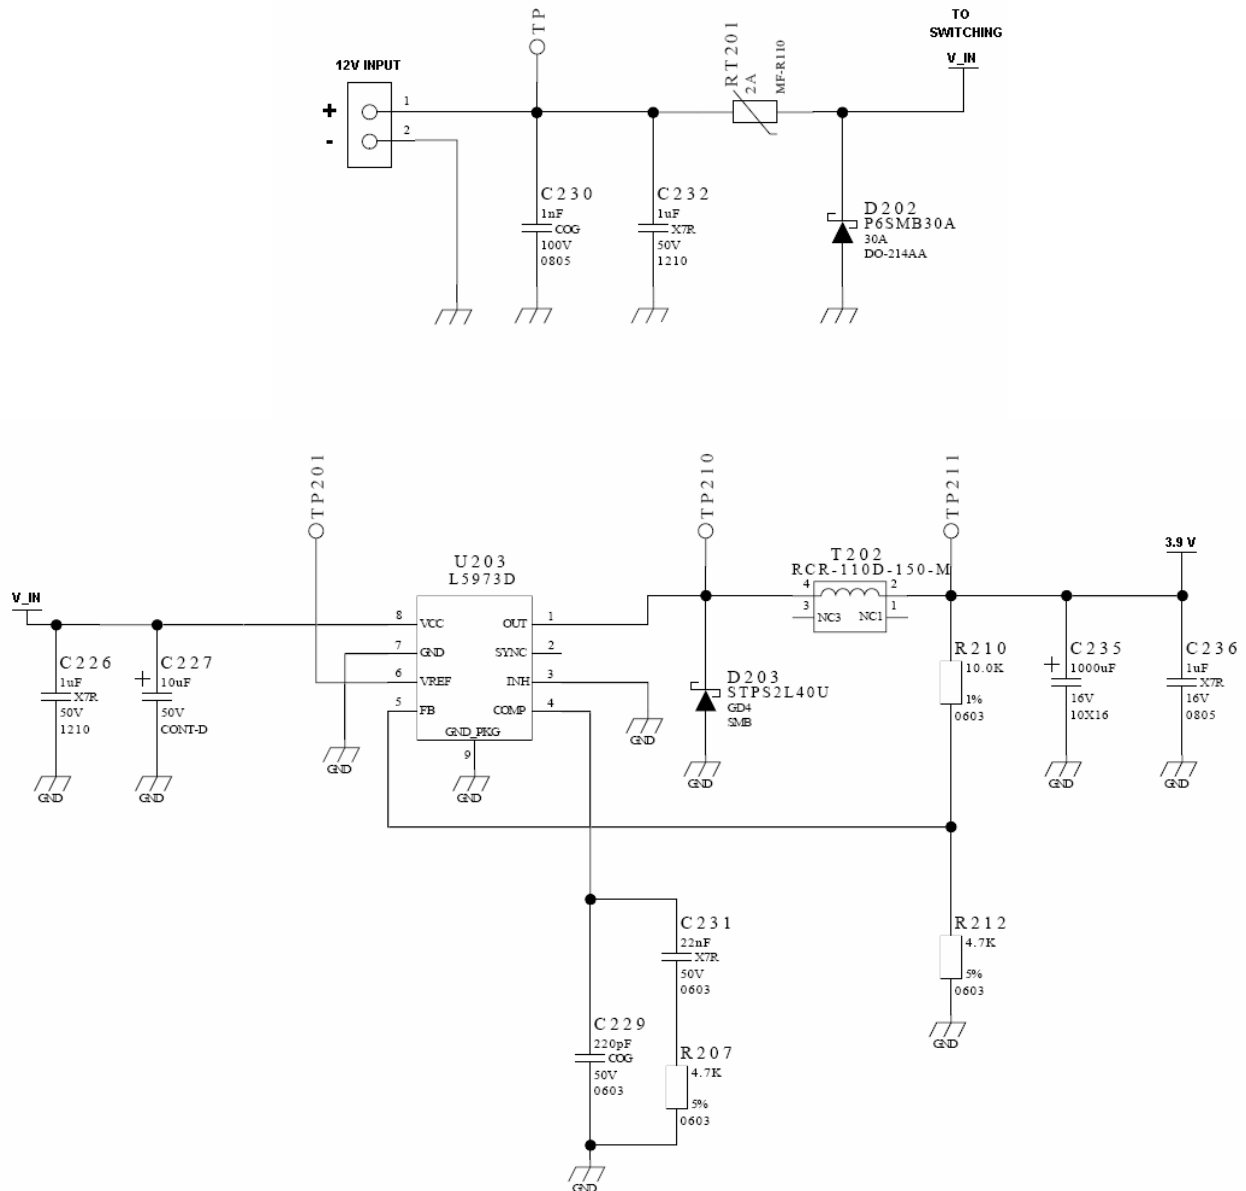 TP
TO
SWITCHING
V_IN
12V INPUT
RT201
2A
MF-R110
+
1
-
2
C230
1nF
COG
100V
0805
C232
1uF
X7R
50V
1210
D202
P6SMB30A
30A
DO-214AA
TP201
TP210
TP211
3.9 V
U203
L5973D
T202
RCR-110D-150-M
V_IN
8 VCC OUT 1
7 GND SYNC 2
6 VREF INH 3
5 FB COMP 4
GND_PKG
9
4 2
3 NC3 NC1 1
C226
1uF
X7R
50V
1210
GND
C227
+
10uF
50V
CONT-D
GND
GND
GND
GND
D203
STPS2L40U
GD4
SMB
GND
R210
10.0K
1%
0603
C235
+
1000uF
16V
10X16
GND
C236
1uF
X7R
16V
0805
GND
C231
22nF
X7R
50V
0603
R212
4.7K
5%
0603
GND
C229
220pF
COG
50V
0603
R207
4.7K
5%
0603
GND